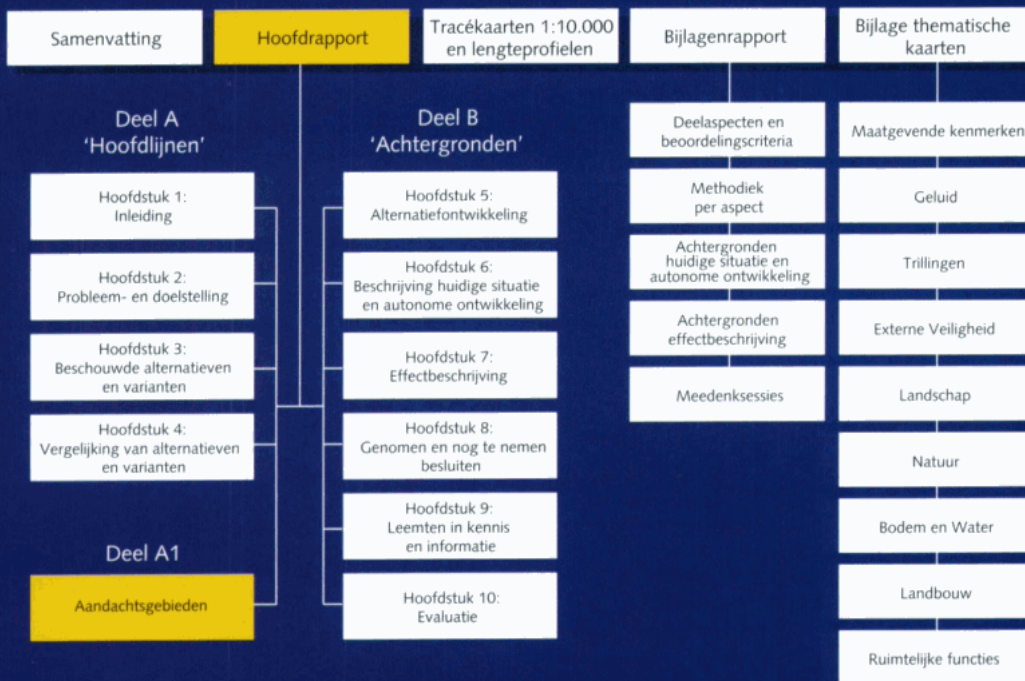 Samenvatting
Hoofdrapport
Tracékaarten 1:10.000
en lengteprofielen
Bijlagenrapport
Bijlage thematische
kaarten
Deel A
'Hoofdlijnen'
Hoofdstuk 1:
Inleiding
Hoofdstuk 2:
Probleem- en doelstelling
Hoofdstuk 3:
Beschouwde alternatieven
en varianten
Hoofdstuk 4:
Vergelijking van alternatieven
en varianten
Deel A1
Aandachtsgebieden
Deel B
'Achtergronden'
Hoofdstuk 5:
Alternatiefontwikkeling
Hoofdstuk 6:
Beschrijving huidige situatie
en autonome ontwikkeling
Hoofdstuk 7:
Effectbeschrijving
Hoofdstuk 8:
Genomen en nog te nemen
besluiten
Hoofdstuk 9:
Leemten in kennis
en informatie
Hoofdstuk 10:
Evaluatie
Deelaspecten en
beoordelingscriteria
Methodiek
per aspect
Achtergronden
huidige situatie en
autonome ontwikkeling
Achtergronden
effectbeschrijving
Meedenksessies
Maatgevende kenmerken
Geluid
Trillingen
Externe Veiligheid
Landschap
Natuur
Bodem en Water
Landbouw
Ruimtelijke functies